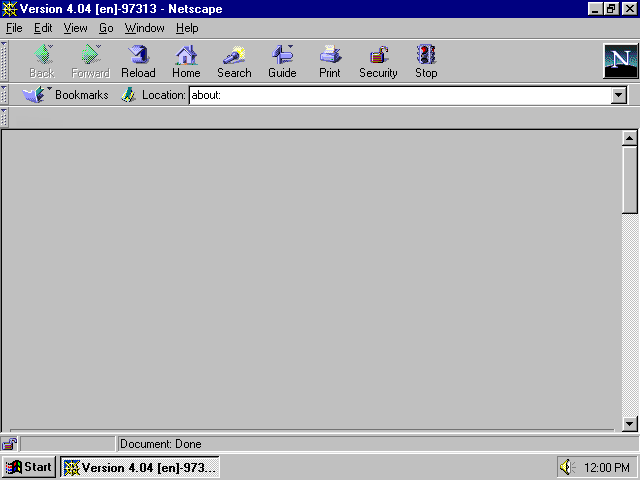 Version 4.04 [en]-97313 - Netscape
File Edit View Go Window Help
Back Forward Reload Home Search Guide Print Security Stop
N
Bookmarks Location: about:
Document: Done
Start Version 4.04 [en]-973... 12:00 PM